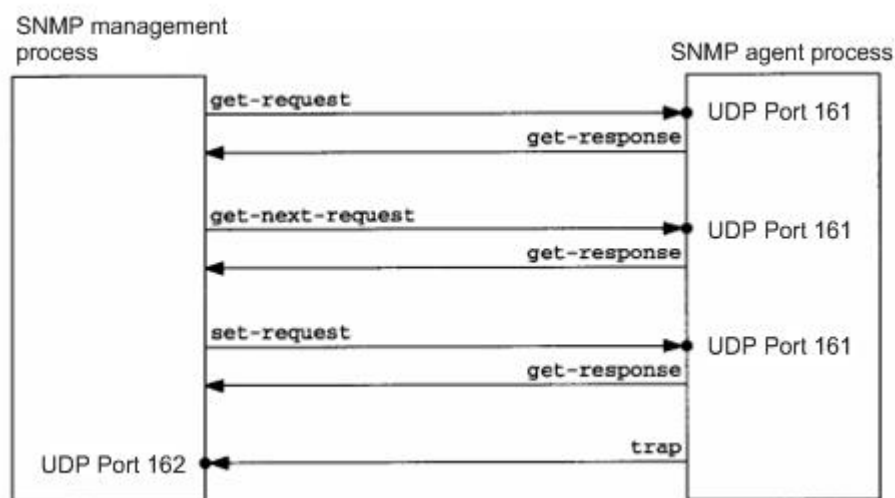 SNMP management
process
SNMP agent process
get-request
UDP Port 161
get-response
get-next-request
UDP Port 161
get-response
set-request
UDP Port 161
get-response
trap
UDP Port 162